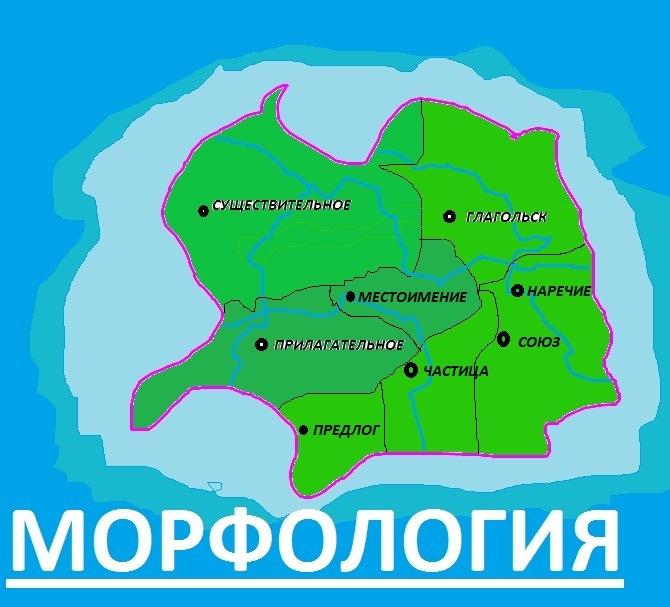 СУЩЕСТВИТЕЛЬНОЕ
ГЛАГОЛЬСК
МЕСТОИМЕНИЕ
НАРЕЧИЕ
ПРИЛАГАТЕЛЬНОЕ
СОЮЗ
ЧАСТИЦА
ПРЕДЛОГ
МОРФОЛОГИЯ